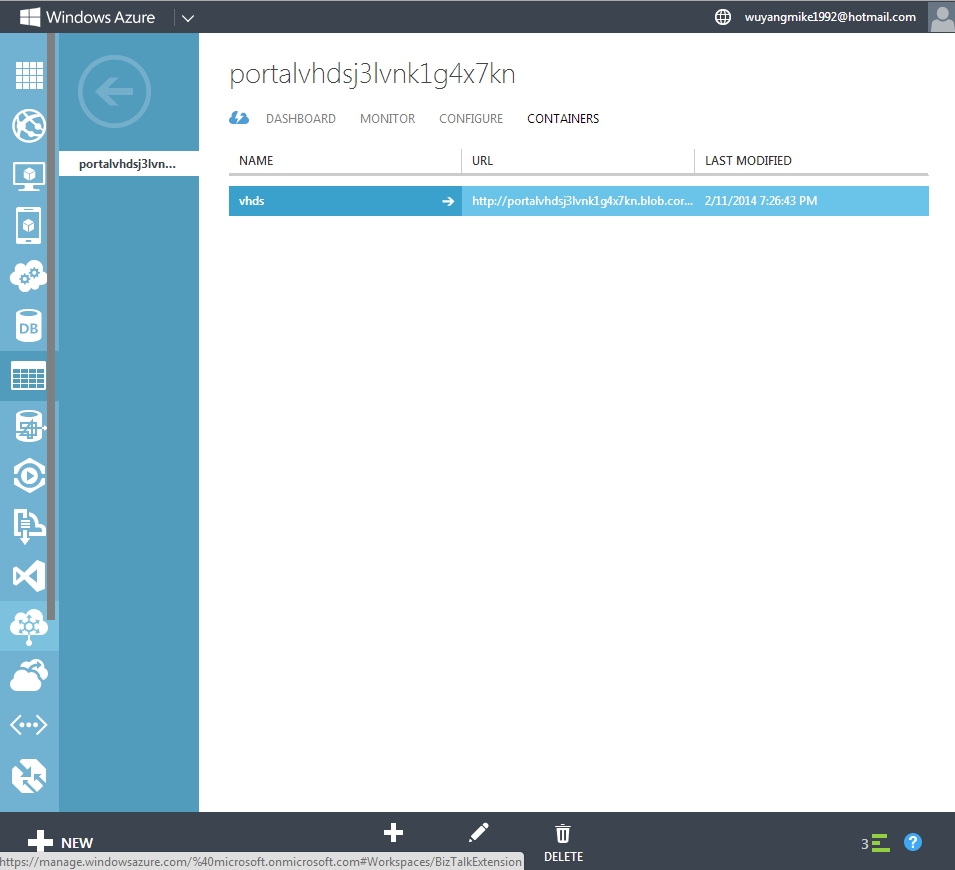 Windows Azure
wuyangmike1992@hotmail.com
portalvhdsj3lvnk1g4x7kn
DASHBOARD MONITOR CONFIGURE CONTAINERS
portalvhdsj3lvn...
NAME URL LAST MODIFIED
vhds http://portalvhdsj3lvnk1g4x7kn.blob.cor... 2/11/2014 7:26:43 PM
DB
NEW
DELETE
3
?
https://manage.windowsazure.com/%40microsoft.onmicrosoft.com#Workspaces/BizTalkExtension